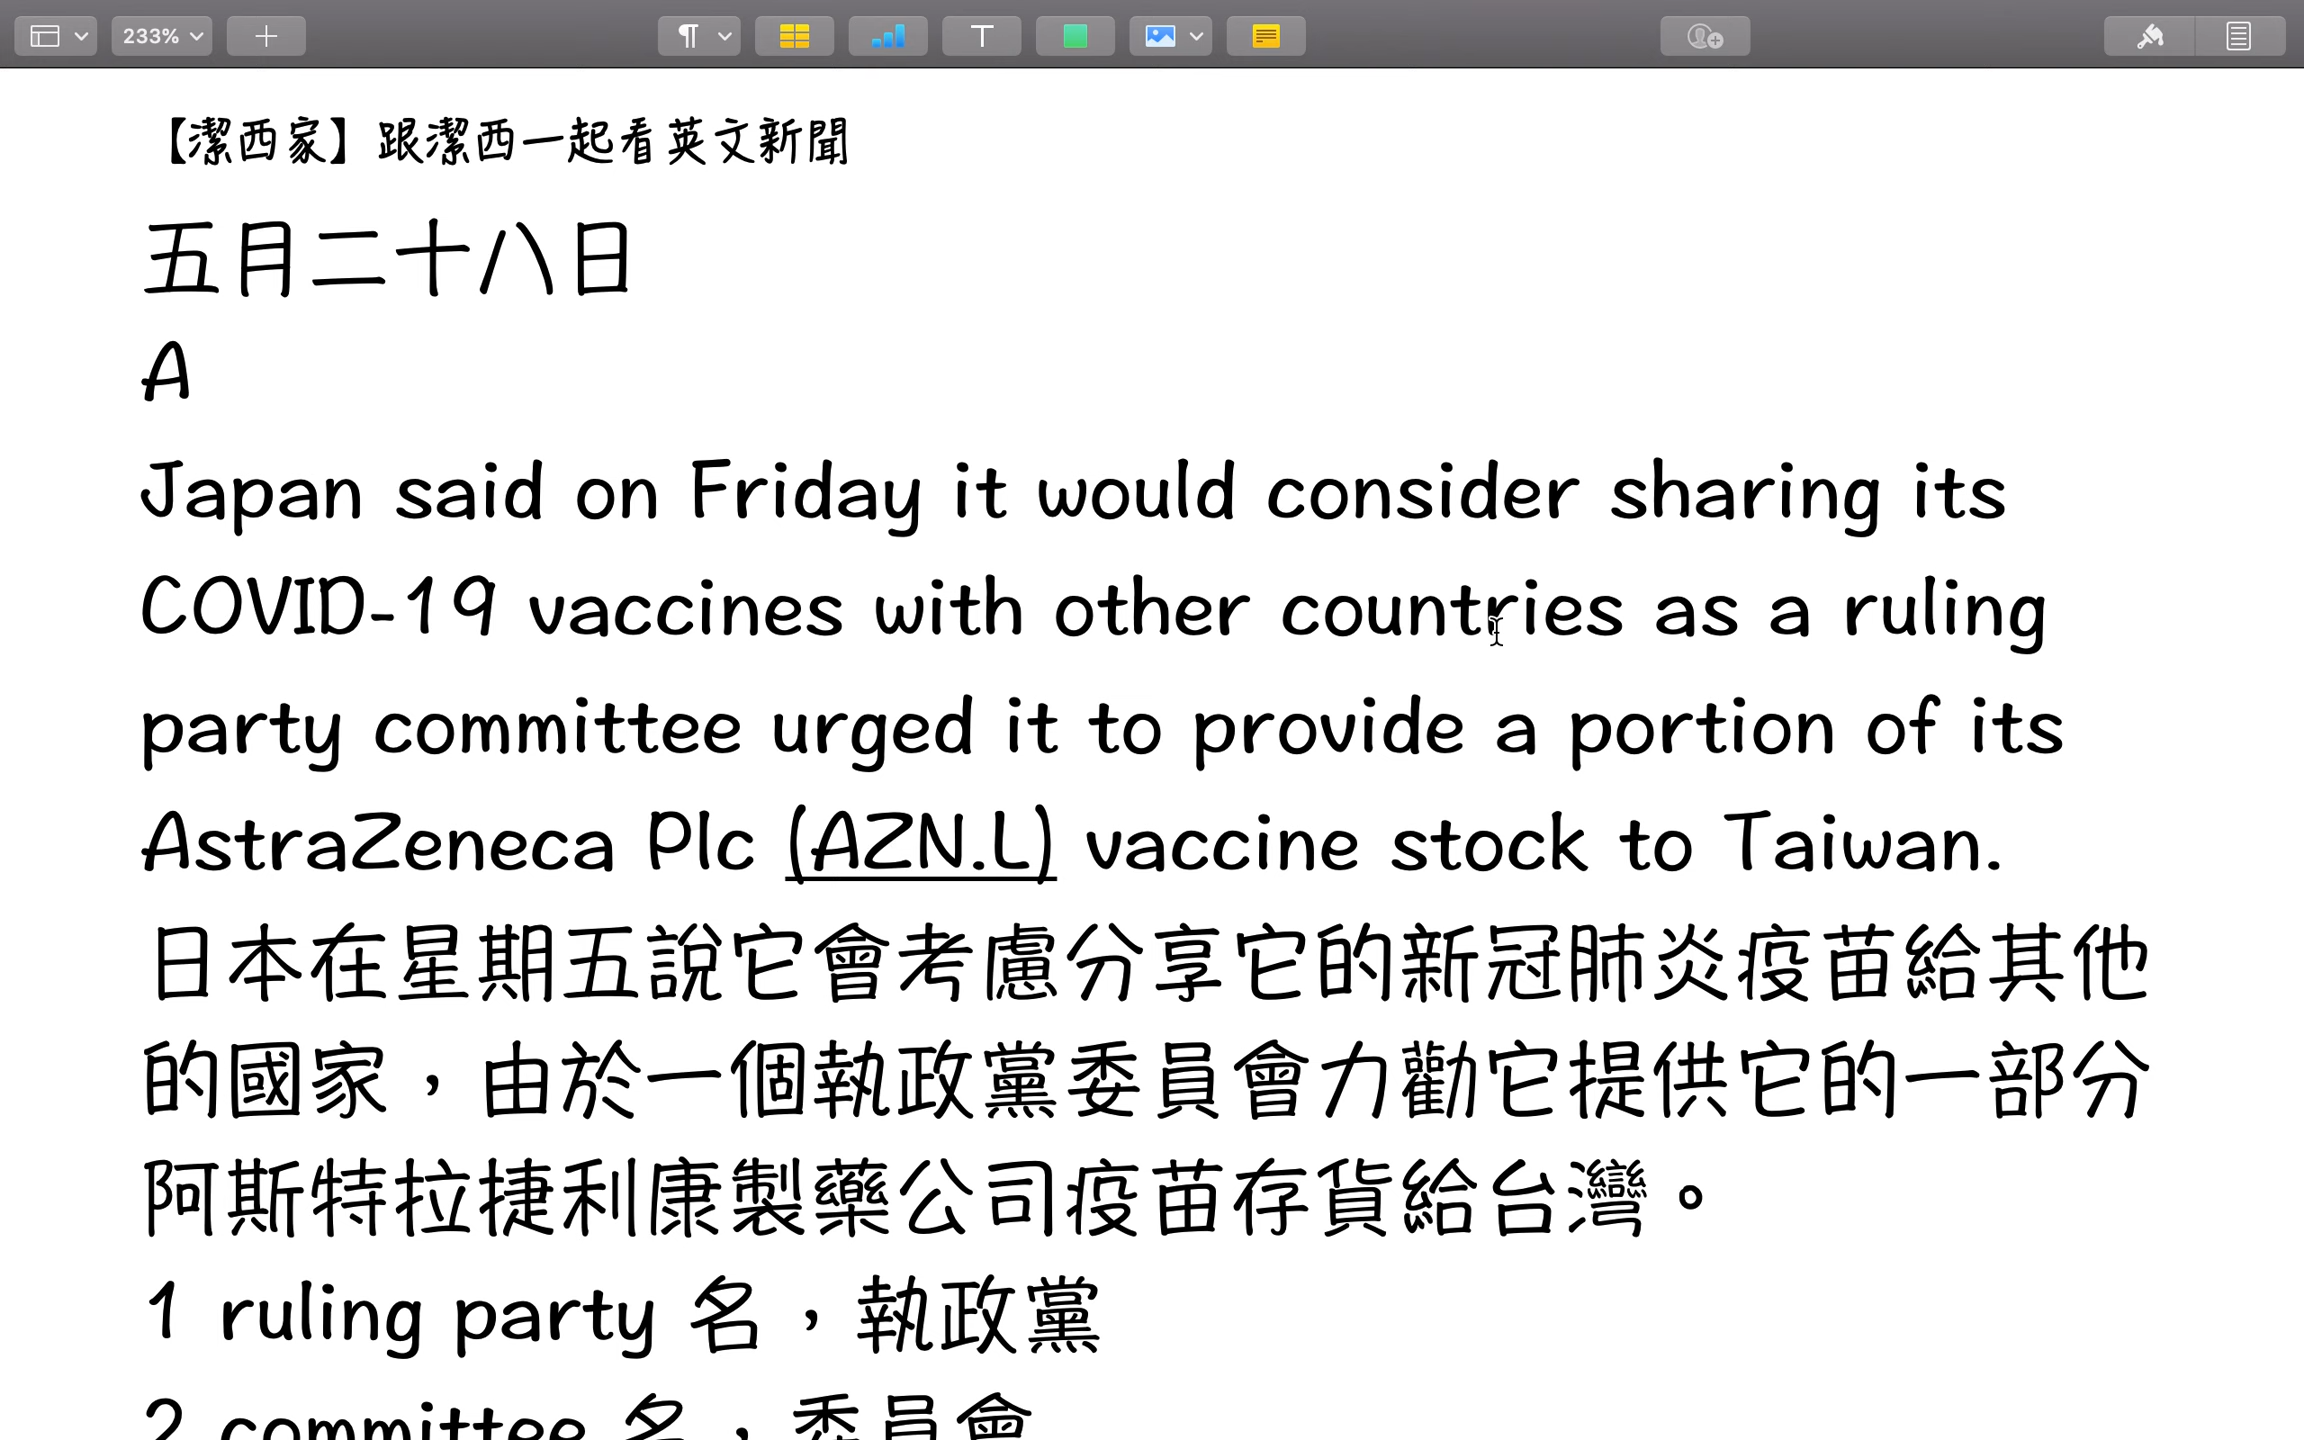 233%
【潔西家】跟潔西一起看英文新聞
五月二十八日
A
Japan said on Friday it would consider sharing its
COVID-19 vaccines with other countries as a ruling
party committee urged it to provide a portion of its
AstraZeneca Plc (AZN.L) vaccine stock to Taiwan.
日本在星期五說它會考慮分享它的新冠肺炎疫苗給其他
的國家，由於一個執政黨委員會力勸它提供它的一部分
阿斯特拉捷利康製藥公司疫苗存貨給台灣。
1 ruling party 名，執政黨
2 committee 名，委員會